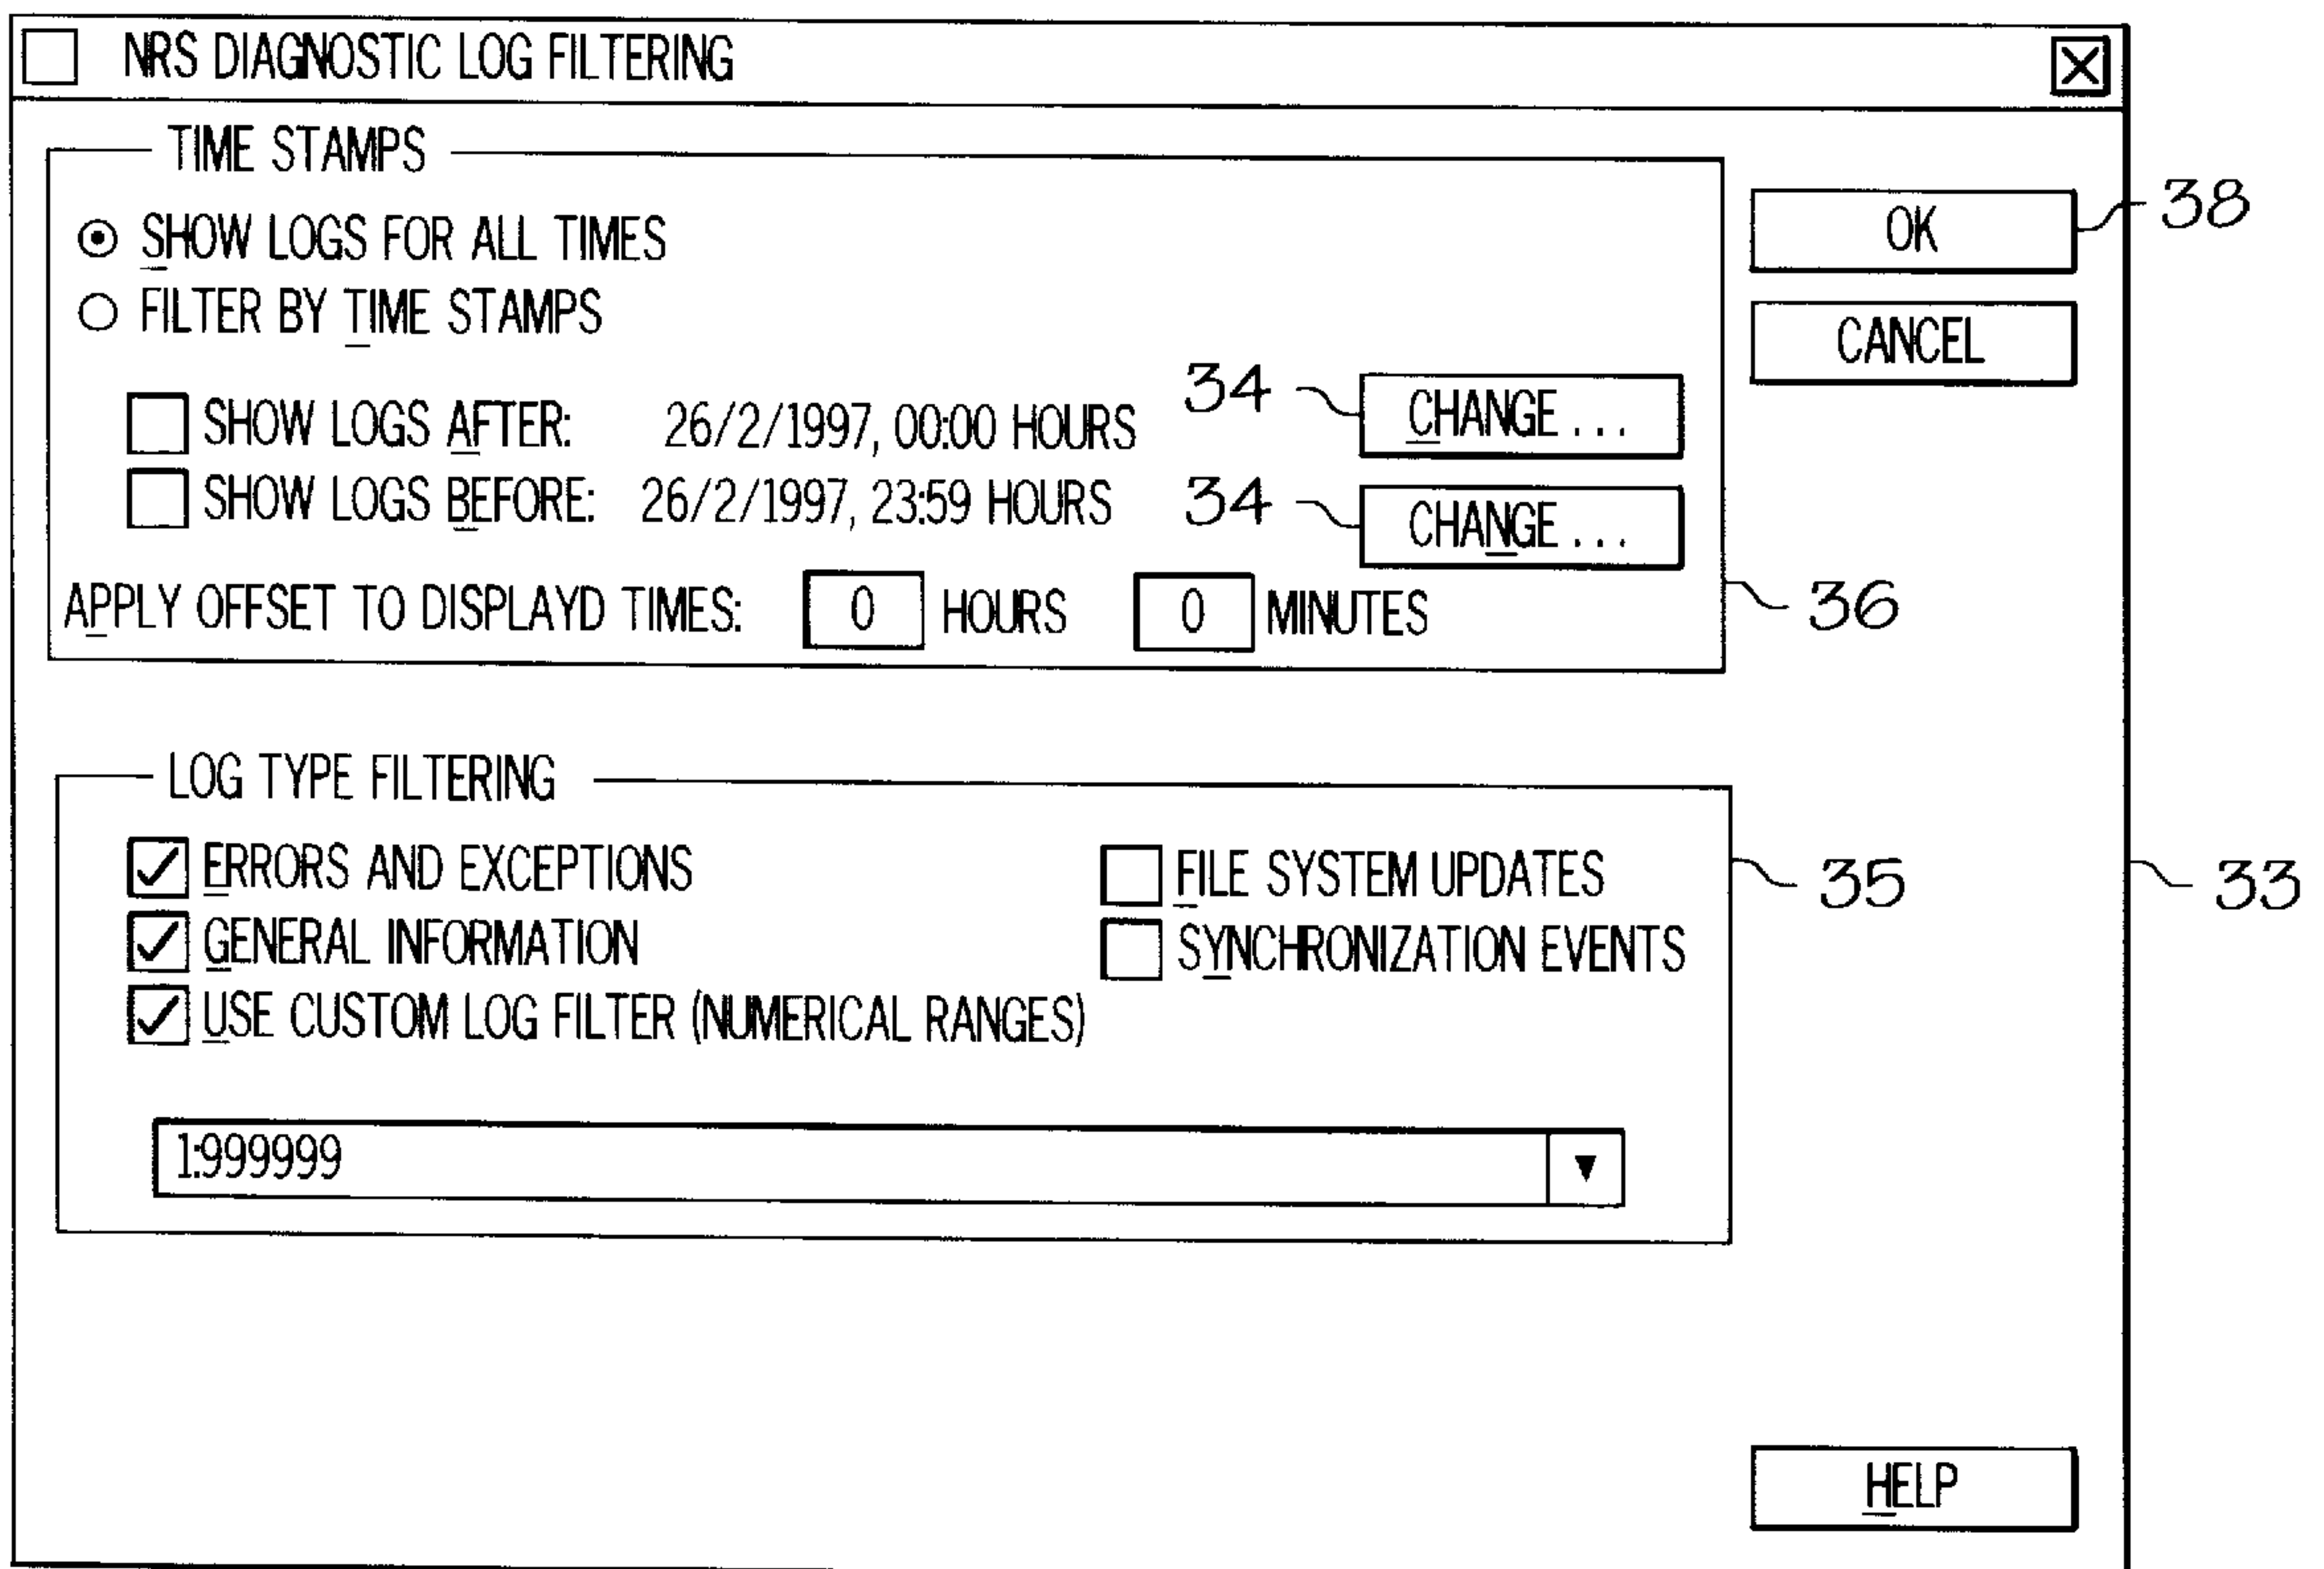 NRS DIAGNOSTIC LOG FILTERING
TIME STAMPS
SHOW LOGS FOR ALL TIMES
FILTER BY TIME STAMPS
SHOW LOGS AFTER: 26/2/1997, 00:00 HOURS 34 CHANGE...
SHOW LOGS BEFORE: 26/2/1997, 23:59 HOURS 34 CHANGE...
APPLY OFFSET TO DISPLAYD TIMES: 0 HOURS 0 MINUTES
36
OK 38
CANCEL
LOG TYPE FILTERING
ERRORS AND EXCEPTIONS
GENERAL INFORMATION
USE CUSTOM LOG FILTER (NUMERICAL RANGES)
FILE SYSTEM UPDATES
SYNCHRONIZATION EVENTS
35
33
1:999999
HELP